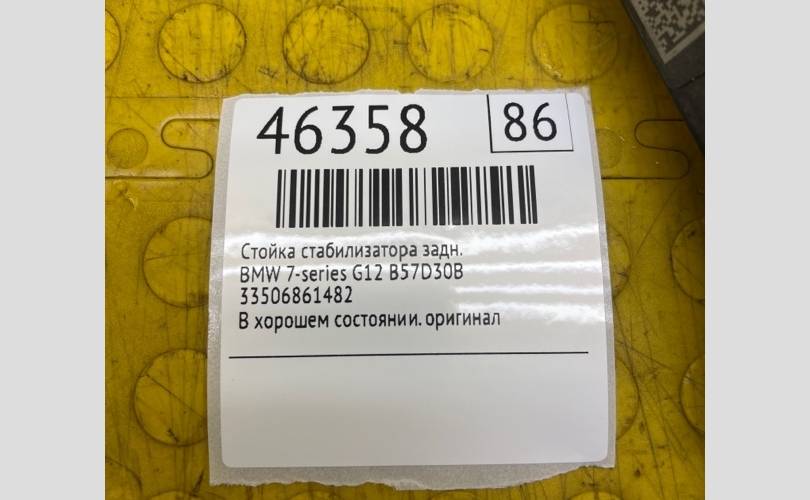 46358
86
Стойка стабилизатора задн.
BMW 7-series G12 B57D30B
33506861482
В хорошем состоянии. оригинал